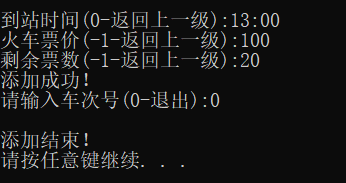 到站时间(0-返回上一级):13:00
火车票价(-1-返回上一级):100
剩余票数(-1-返回上一级):20
添加成功!
请输入车次号(0-退出):0
添加结束!
请按任意键继续. . .